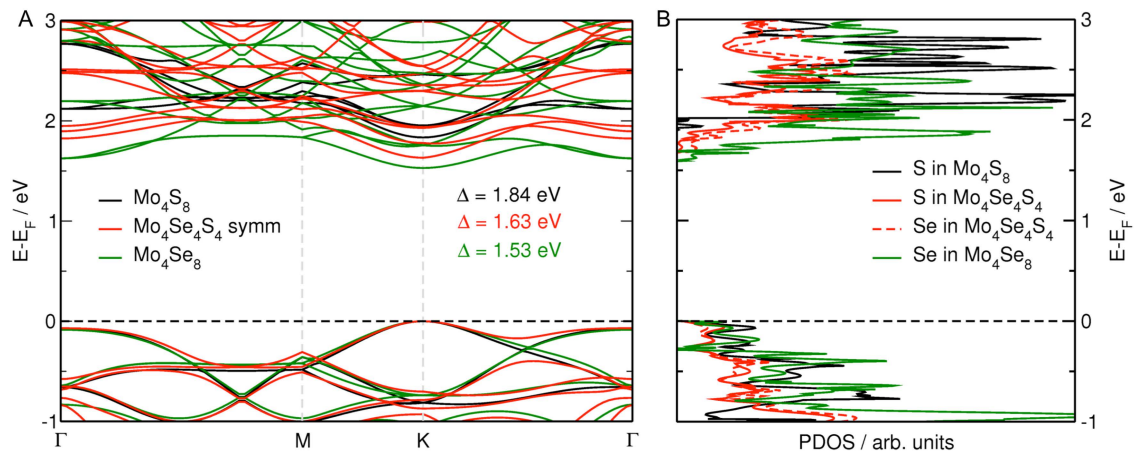 A
B
3
2
1
0
-1
E-E_F / eV
Mo₄S₈
Mo₄Se₄S₄ symm
Mo₄Se₈
Δ = 1.84 eV
Δ = 1.63 eV
Δ = 1.53 eV
Γ M K Γ
S in Mo₄S₈
S in Mo₄Se₄S₄
Se in Mo₄Se₄S₄
Se in Mo₄Se₈
3
2
1
0
-1
E-E_F / eV
PDOS / arb. units